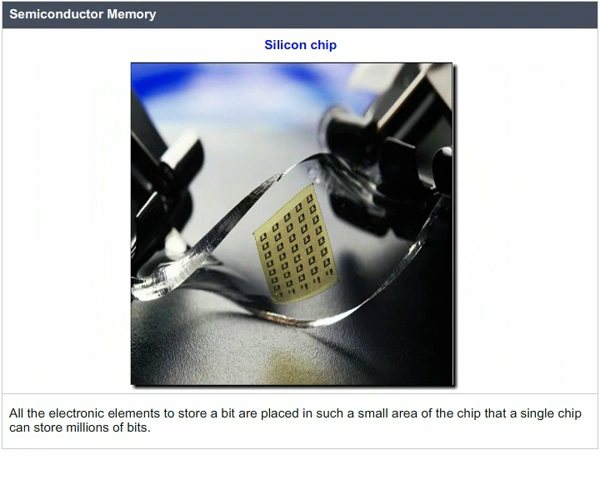 Semiconductor Memory
Silicon chip
All the electronic elements to store a bit are placed in such a small area of the chip that a single chip
can store millions of bits.